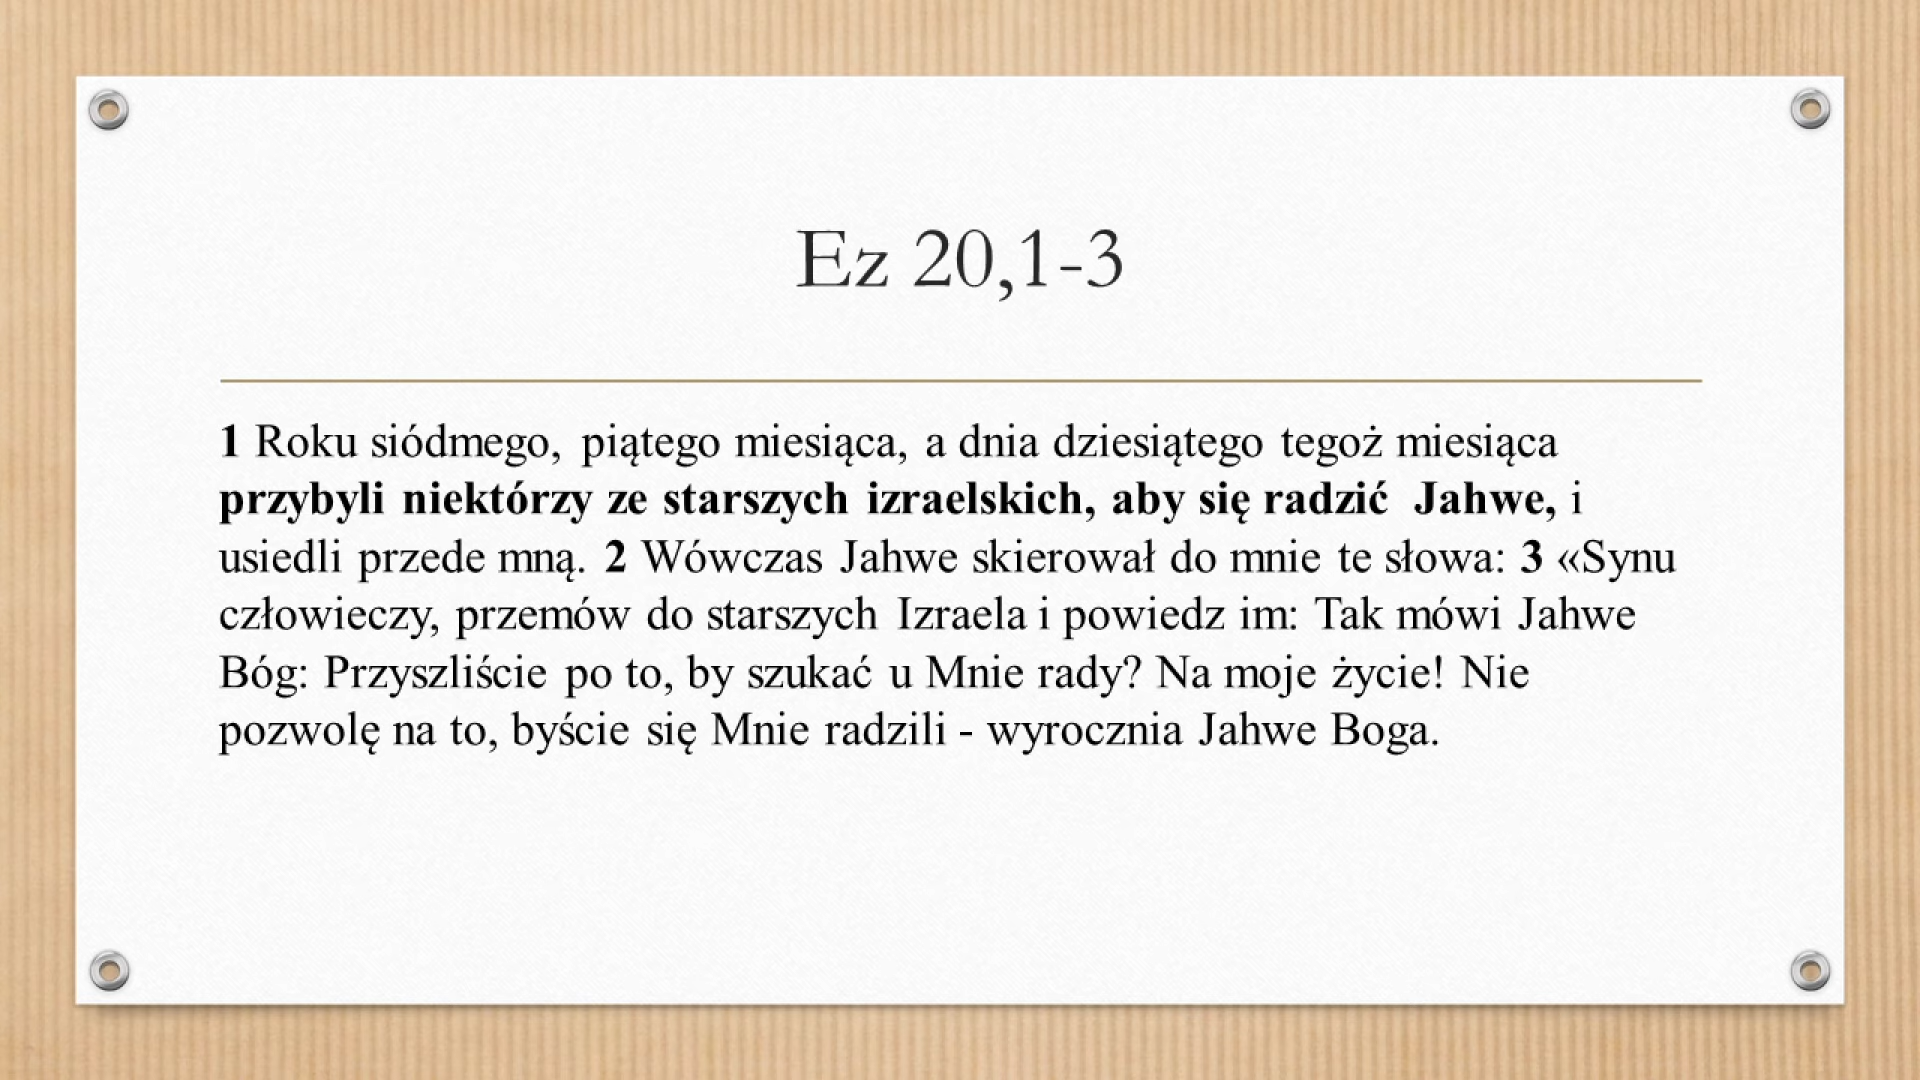 Ez 20,1-3
1 Roku siódmego, piątego miesiąca, a dnia dziesiątego tegoż miesiąca
przybyli niektórzy ze starszych izraelskich, aby się radzić Jahwe, i
usiedli przede mną. 2 Wówczas Jahwe skierował do mnie te słowa: 3 «Synu
człowieczy, przemów do starszych Izraela i powiedz im: Tak mówi Jahwe
Bóg: Przyszliście po to, by szukać u Mnie rady? Na moje życie! Nie
pozwolę na to, byście się Mnie radzili - wyrocznia Jahwe Boga.